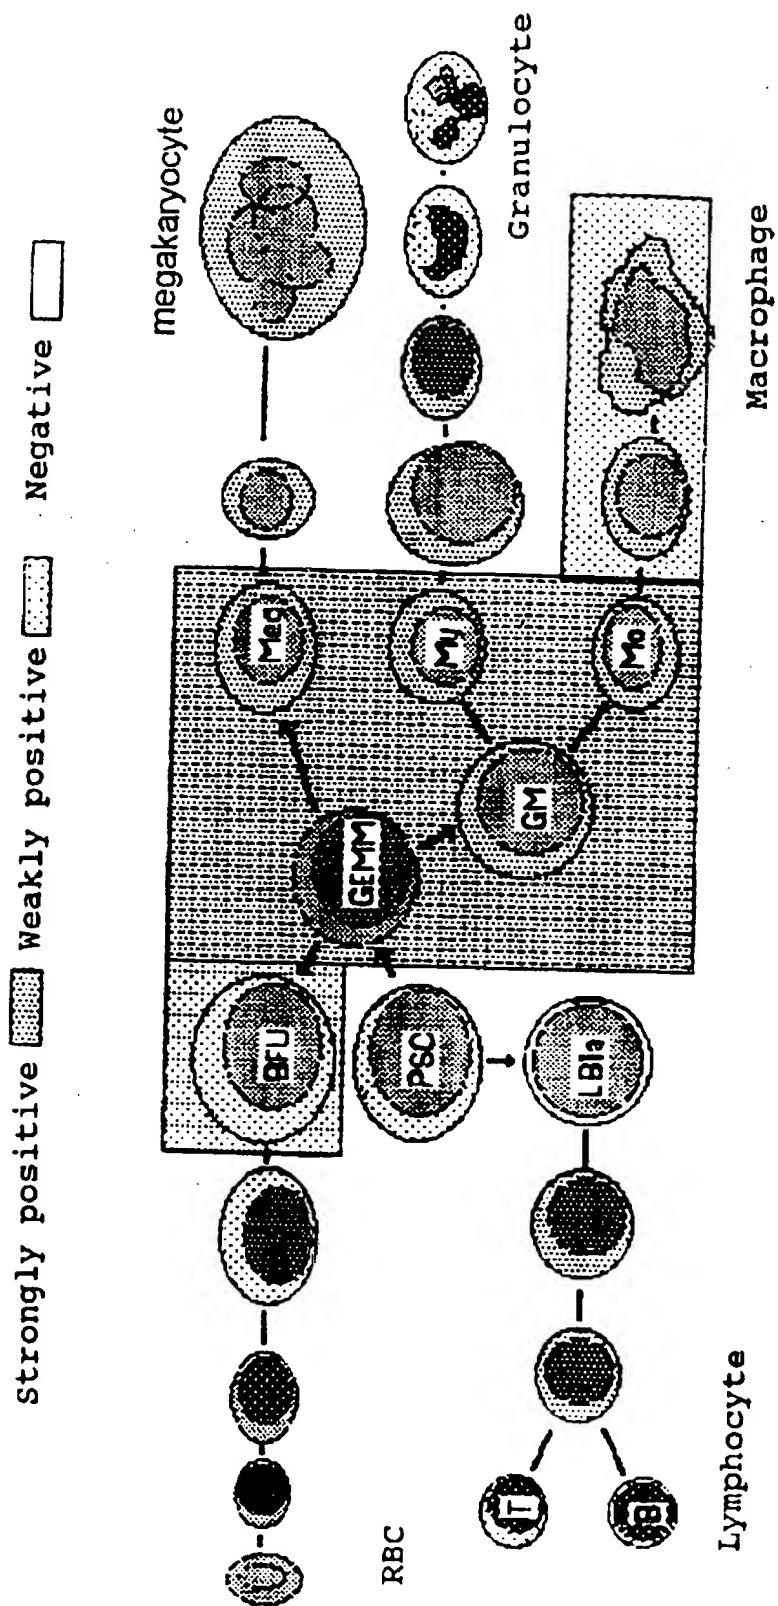 Strongly positive Weakly positive Negative
megakaryocyte
Granulocyte
Macrophage
Meg
My
Mo
GEMM
GM
BFU
PSC
LBla
T
B
RBC
Lymphocyte